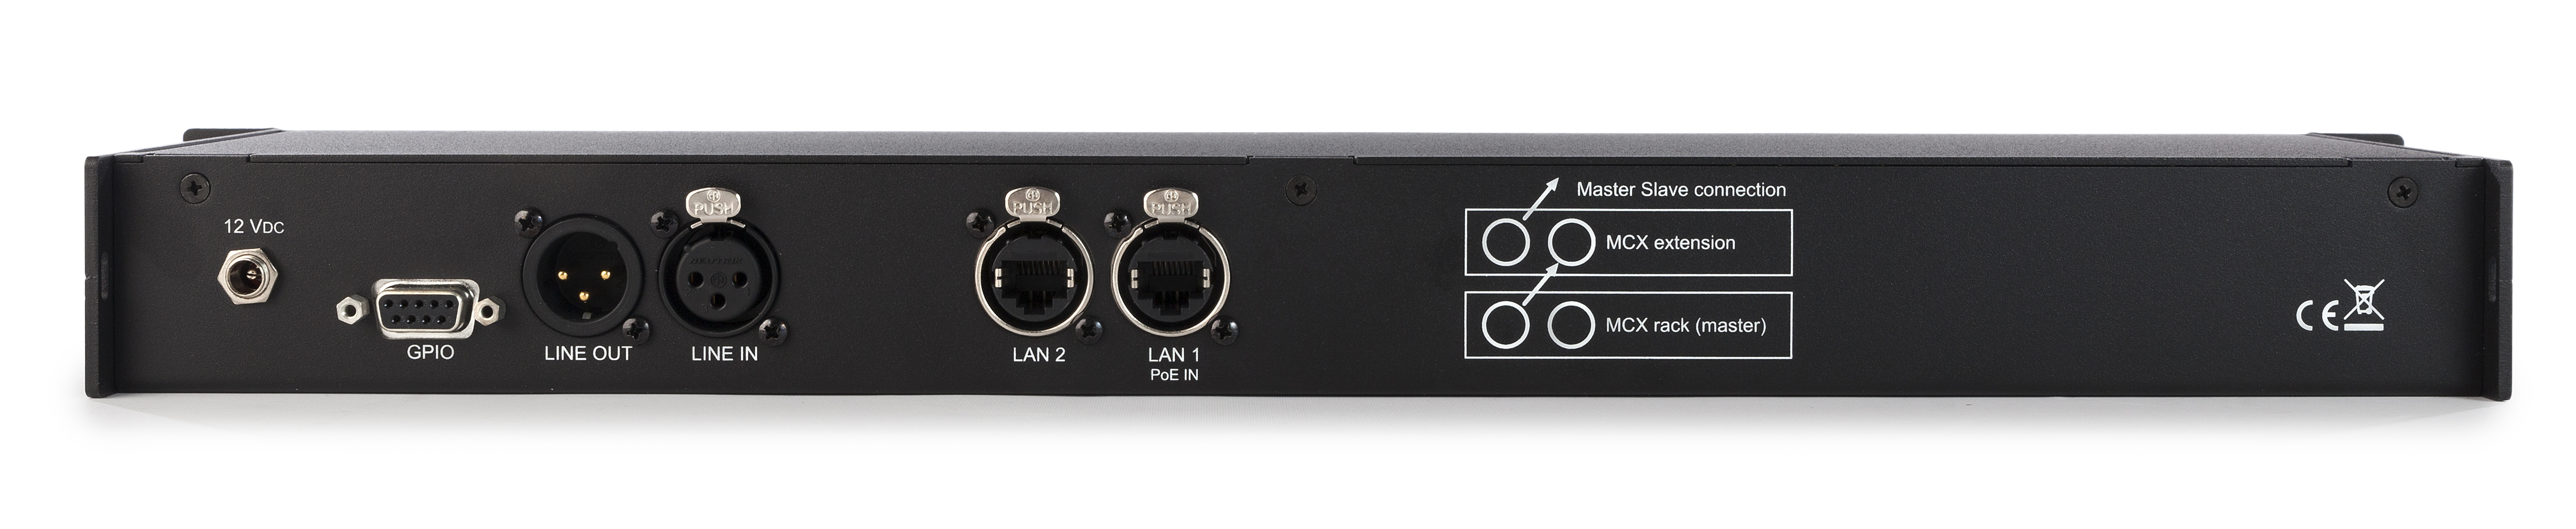 12 VDC
GPIO
LINE OUT
PUSH
LINE IN
PUSH
LAN 2
PUSH
LAN 1
PoE IN
Master Slave connection
MCX extension
MCX rack (master)
CE